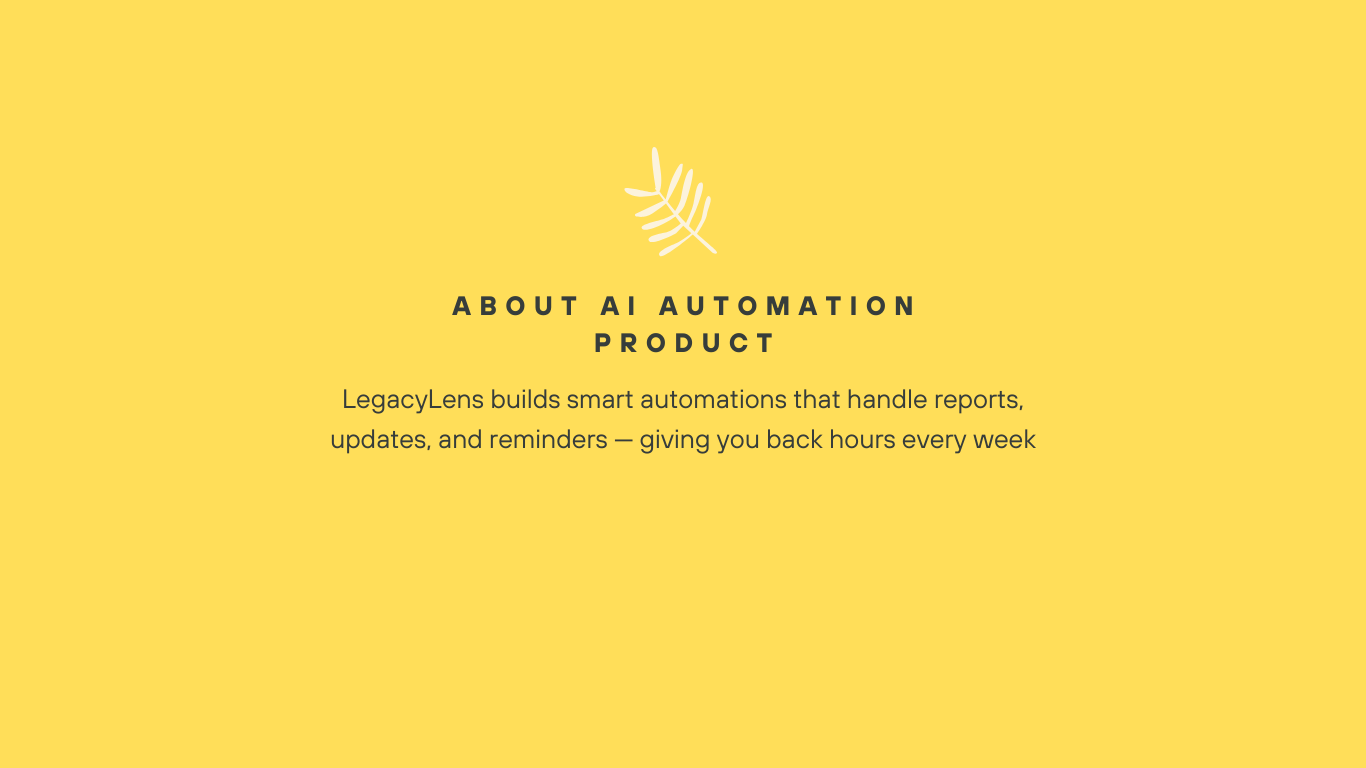 ABOUT AI AUTOMATION
PRODUCT
LegacyLens builds smart automations that handle reports,
updates, and reminders — giving you back hours every week